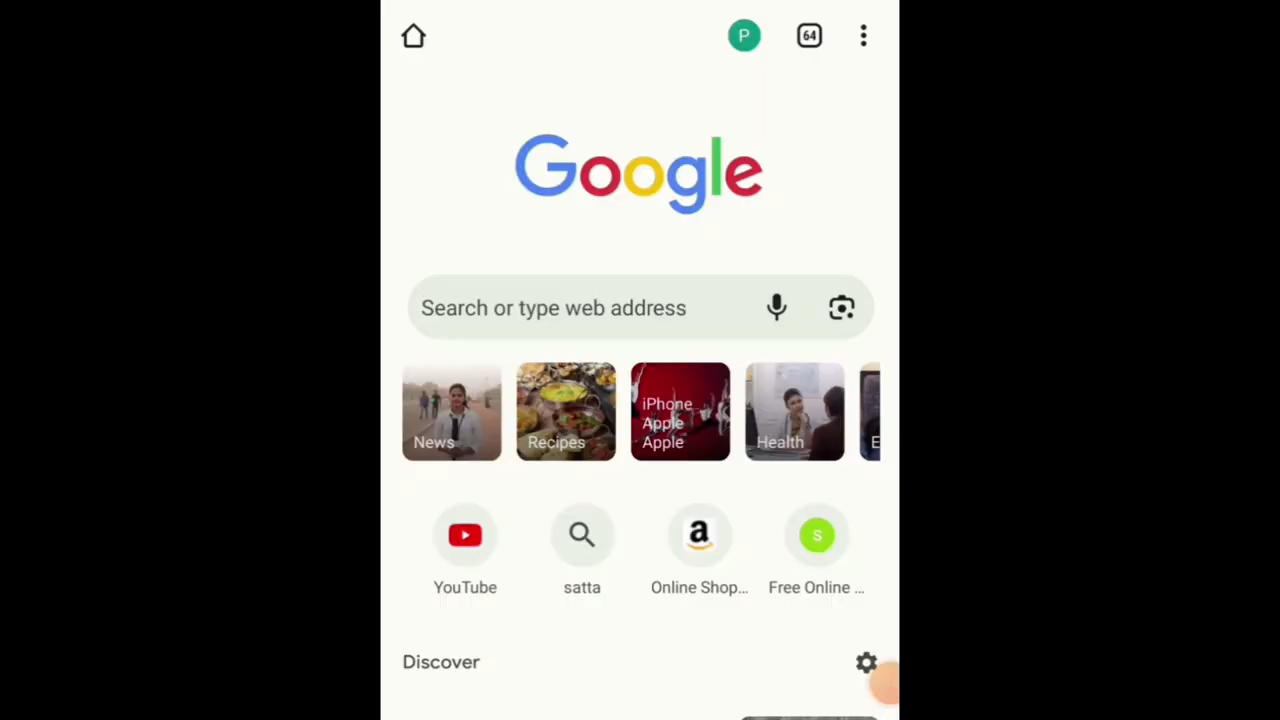 P
64
Google
Search or type web address
News
Recipes
iPhone
Apple
Apple
Health
E
YouTube
satta
a
Online Shop...
S
Free Online ...
Discover